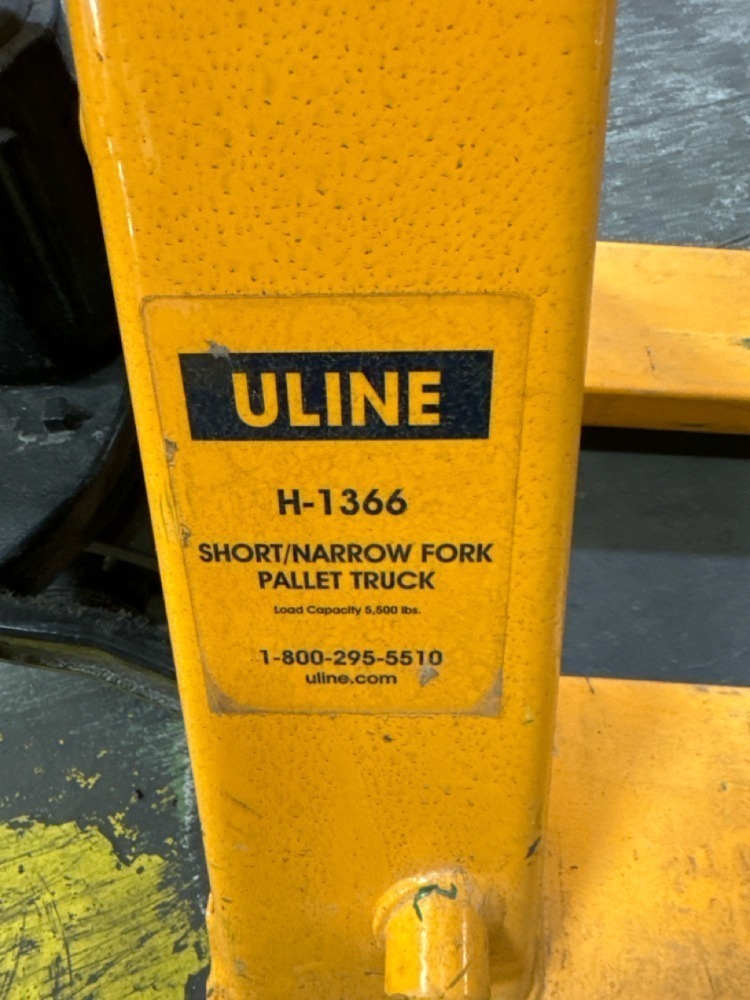 ULINE
H-1366
SHORT/NARROW FORK
PALLET TRUCK
Load Capacity 5,500 lbs.
1-800-295-5510
uline.com